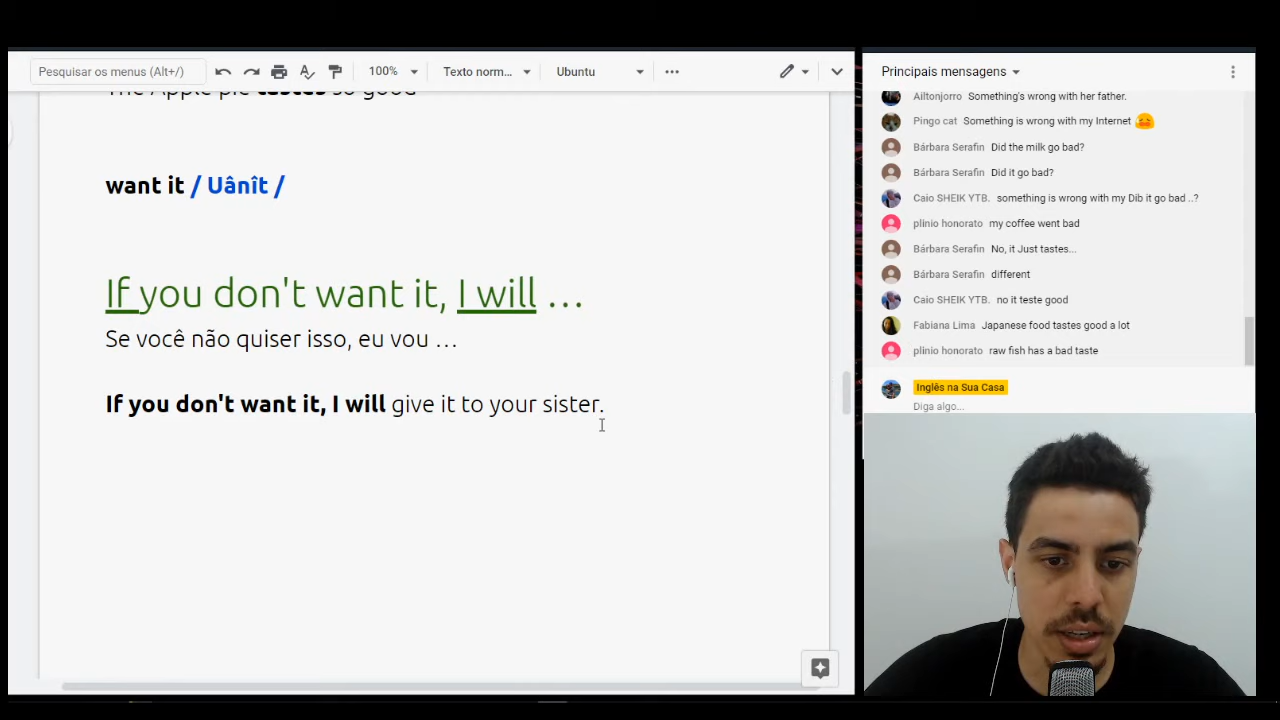 Pesquisar os menus (Alt+/)
100%
Texto norm...
Ubuntu
The Apple pie tastes so good
want it / Uânît /
If you don't want it, I will …
Se você não quiser isso, eu vou …
If you don't want it, I will give it to your sister.
Principais mensagens
Ailtonjorro Something's wrong with her father.
Pingo cat Something is wrong with my Internet
Bárbara Serafin Did the milk go bad?
Bárbara Serafin Did it go bad?
Caio SHEIK YTB. something is wrong with my Dib it go bad ..?
plinio honorato my coffee went bad
Bárbara Serafin No, it Just tastes...
Bárbara Serafin different
Caio SHEIK YTB. no it teste good
Fabiana Lima Japanese food tastes good a lot
plinio honorato raw fish has a bad taste
Inglês na Sua Casa
Diga algo...